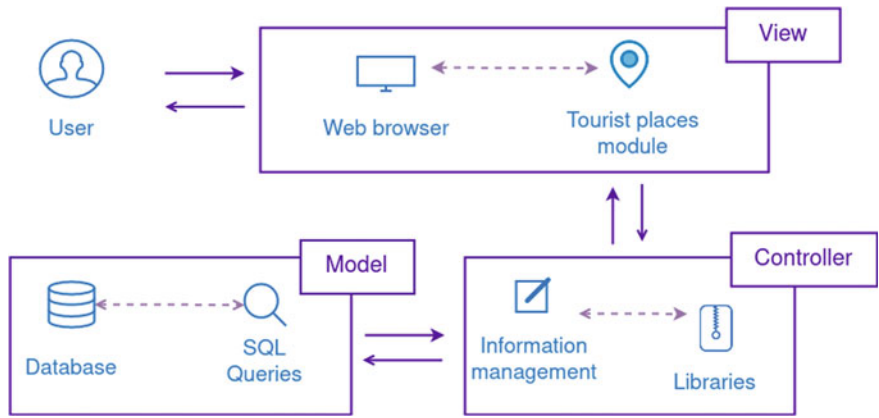 View
User
Web browser
Tourist places
module
Model
Controller
Database
SQL
Queries
Information
management
Libraries